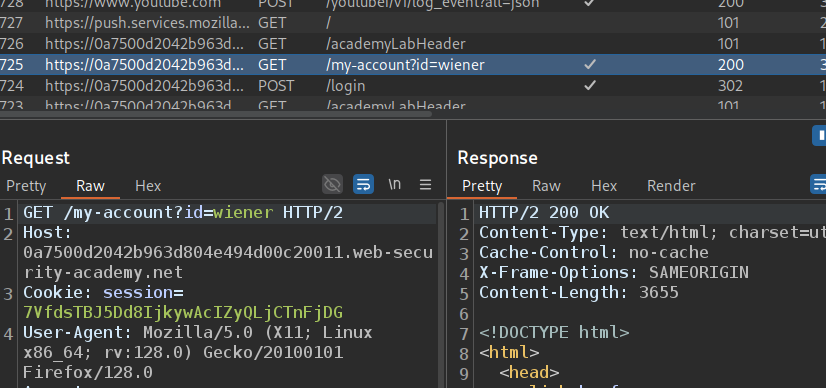 728 https://www.youtube.com POST /youtubei/v1/log_event?alt=json 200
https://push.services.mozilla... GET / 101
726 https://0a7500d2042b963d... GET /academyLabHeader 101 1
725 https://0a7500d2042b963d... GET /my-account?id=wiener ✓ 200 3
724 https://0a7500d2042b963d... POST /login ✓ 302 1
723 https://0a7500d2042b963d... GET /academyLabHeader 101 1
Request
Pretty Raw Hex \n
1 GET /my-account?id=wiener HTTP/2
2 Host:
0a7500d2042b963d804e494d00c20011.web-secu
rity-academy.net
3 Cookie: session=
7VfdsTBJ5Dd8IjkywAcIZyQLjCTnFjDG
4 User-Agent: Mozilla/5.0 (X11; Linux
x86_64; rv:128.0) Gecko/20100101
Firefox/128.0
Response
Pretty Raw Hex Render
1 HTTP/2 200 OK
2 Content-Type: text/html; charset=ut
3 Cache-Control: no-cache
4 X-Frame-Options: SAMEORIGIN
5 Content-Length: 3655
6
7 <!DOCTYPE html>
8 <html>
9 <head>